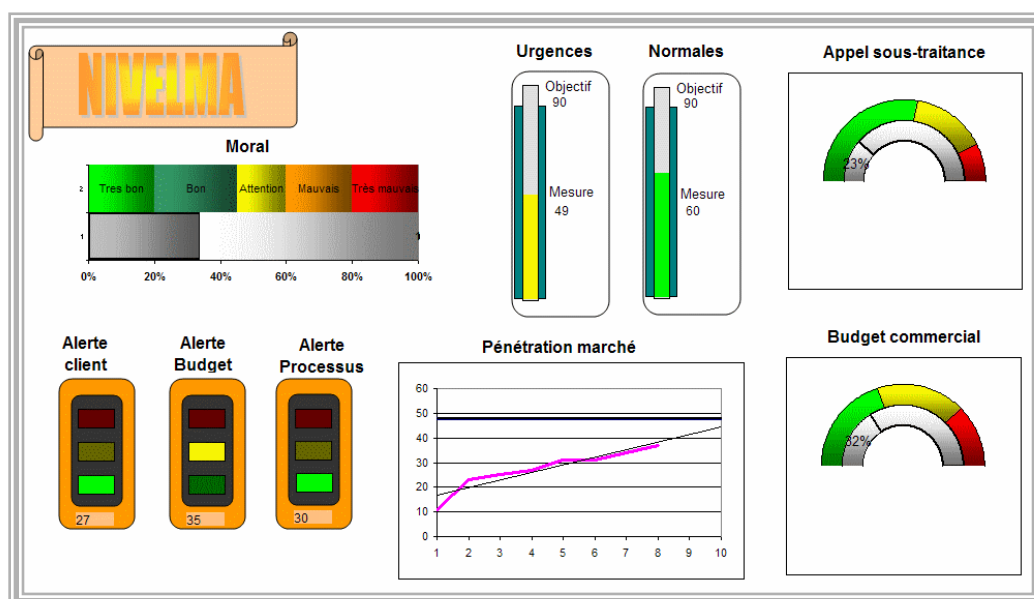 NIVELMA
Urgences
Objectif
90
Mesure
49
Normales
Objectif
90
Mesure
60
Appel sous-traitance
23%
Moral
2
Tres bon Bon Attention Mauvais Très mauvais
1
0% 20% 40% 60% 80% 100%
Alerte
client
27
Alerte
Budget
35
Alerte
Processus
30
Pénétration marché
60
50
40
30
20
10
0
1 2 3 4 5 6 7 8 9 10
Budget commercial
32%